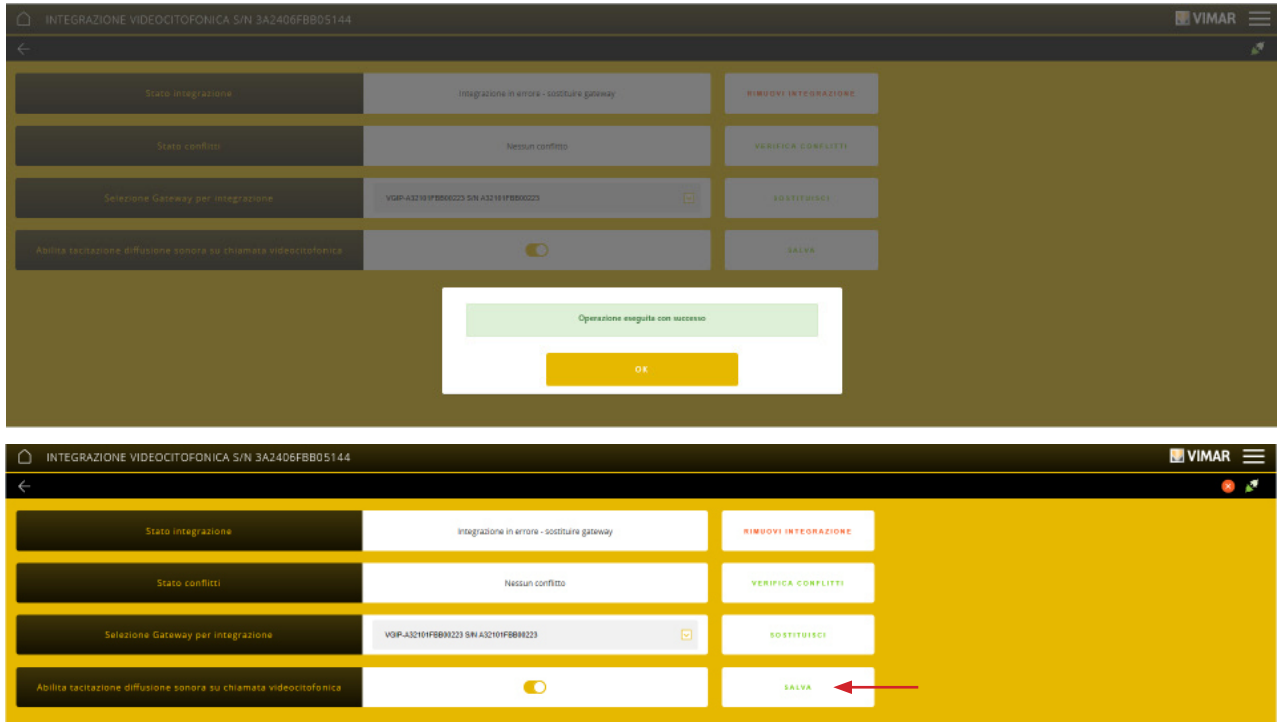 INTEGRAZIONE VIDEOCITOFONICA S/N 3A2406FBB05144
VIMAR
Stato integrazione
Integrazione in errore - sostituire gateway
RIMUOVI INTEGRAZIONE
Stato conflitti
Nessun conflitto
VERIFICA CONFLITTI
Selezione Gateway per integrazione
VGIP-A32101FBB00223 S/N A32101FBB00223
SOSTITUISCI
Abilita tacitazione diffusione sonora su chiamata videocitofonica
SALVA
Operazione eseguita con successo
OK
INTEGRAZIONE VIDEOCITOFONICA S/N 3A2406FBB05144
VIMAR
Stato integrazione
Integrazione in errore - sostituire gateway
RIMUOVI INTEGRAZIONE
Stato conflitti
Nessun conflitto
VERIFICA CONFLITTI
Selezione Gateway per integrazione
VGIP-A32101FBB00223 S/N A32101FBB00223
SOSTITUISCI
Abilita tacitazione diffusione sonora su chiamata videocitofonica
SALVA